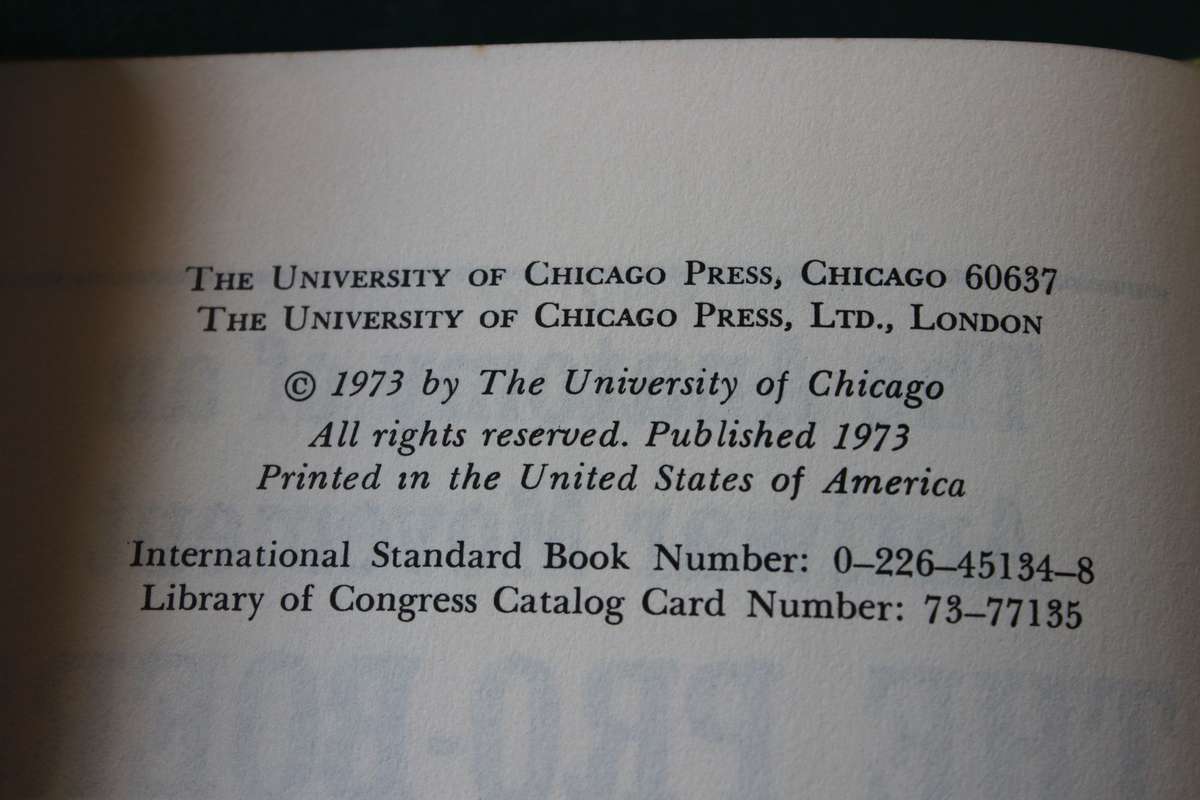 THE UNIVERSITY OF CHICAGO PRESS, CHICAGO 60637
THE UNIVERSITY OF CHICAGO PRESS, LTD., LONDON
© 1973 by The University of Chicago
All rights reserved. Published 1973
Printed in the United States of America
International Standard Book Number: 0–226–45134–8
Library of Congress Catalog Card Number: 73–77135